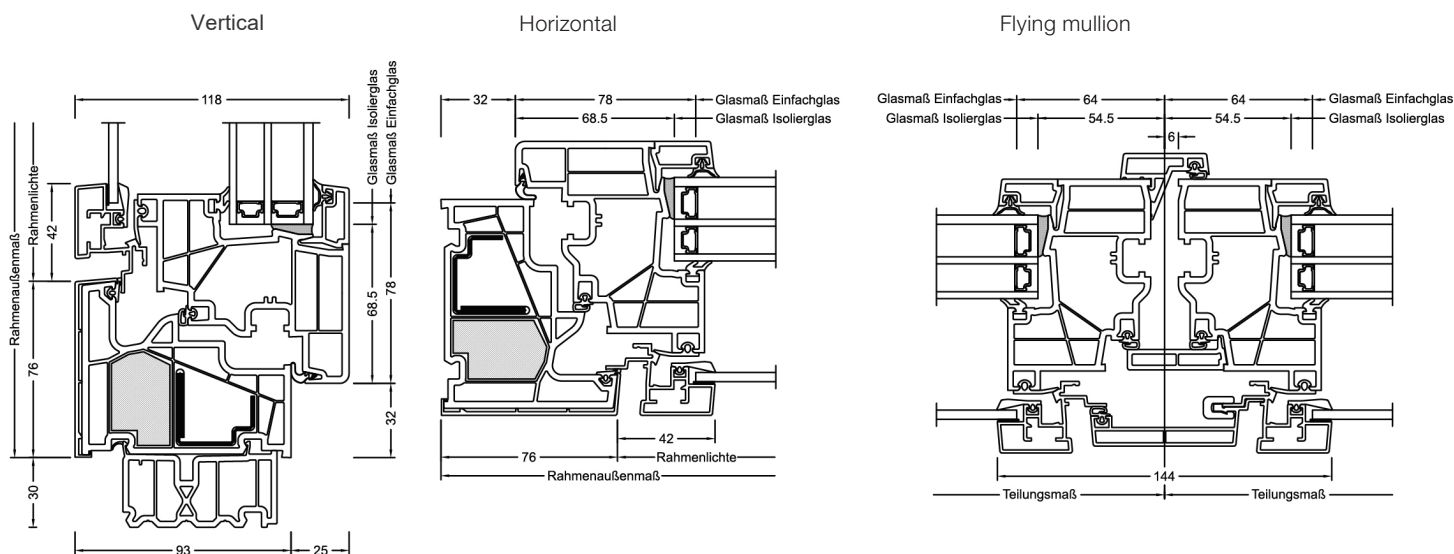 Vertical
Horizontal
Flying mullion
118
Rahmenaußenmaß
Rahmenlichte
42
76
30
93
25
Glasmaß Isolierglas
Glasmaß Einfachglas
68.5
78
32
32
78
Glasmaß Einfachglas
68.5
Glasmaß Isolierglas
42
76
Rahmenlichte
Rahmenaußenmaß
Glasmaß Einfachglas
64
64
Glasmaß Einfachglas
Glasmaß Isolierglas
54.5
54.5
Glasmaß Isolierglas
6
144
Teilungsmaß
Teilungsmaß